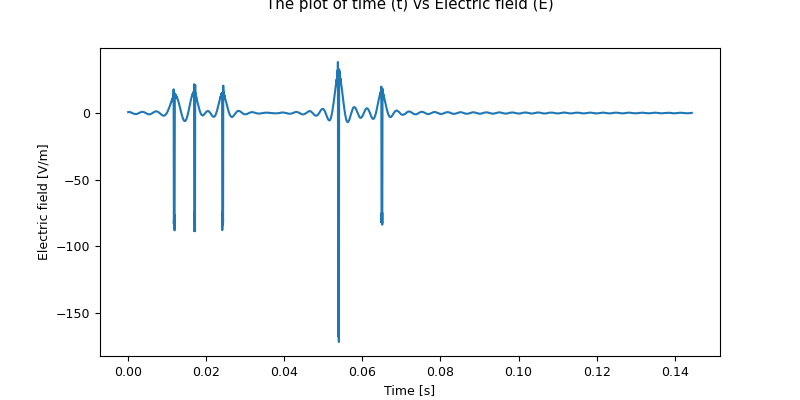 The plot of time (t) vs Electric field (E)
Electric field [V/m]
0
−50
−100
−150
0.00 0.02 0.04 0.06 0.08 0.10 0.12 0.14
Time [s]